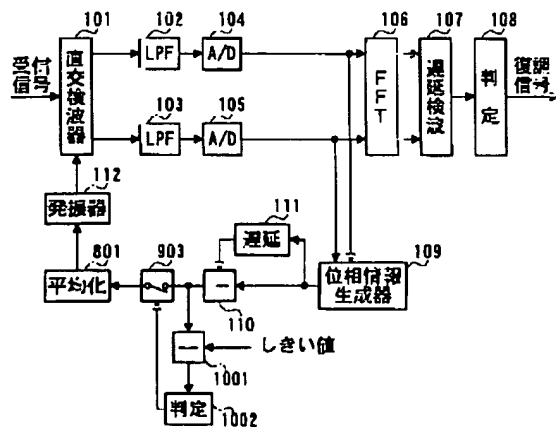 101
102
104
106
107
108
受信
信号
直交検波器
LPF
A/D
FFT
遅延検波
判定
復調
信号
103
105
LPF
A/D
112
発振器
111
遅延
801
平均化
903
－
110
位相情報
生成器
109
－
しきい値
1001
判定
1002